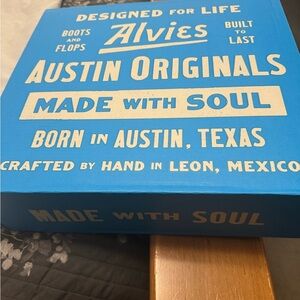 DESIGNED FOR LIFE
BOOTS AND FLOPS
Alvies
BUILT TO LAST
AUSTIN ORIGINALS
MADE WITH SOUL
BORN IN AUSTIN, TEXAS
CRAFTED BY HAND IN LEON, MEXICO
MADE WITH SOUL